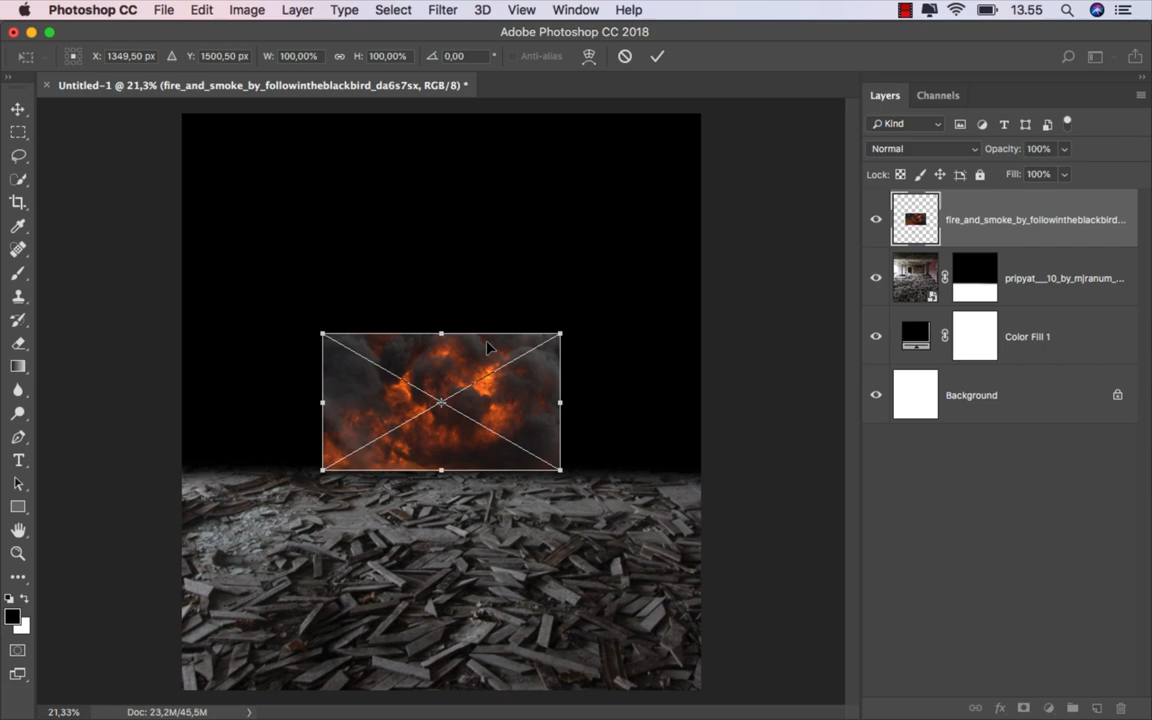 Photoshop CC File Edit Image Layer Type Select Filter 3D View Window Help 13.55
Adobe Photoshop CC 2018
X: 1349,50 px Y: 1500,50 px W: 100,00% H: 100,00% 0,00 ° Anti-alias
Untitled-1 @ 21,3% (fire_and_smoke_by_followintheblackbird_da6s7sx, RGB/8) *
Layers Channels
Kind
Normal Opacity: 100%
Lock: Fill: 100%
fire_and_smoke_by_followintheblackbird...
pripyat__10_by_miranum_...
Color Fill 1
Background
21,33% Doc: 23,2M/45,5M